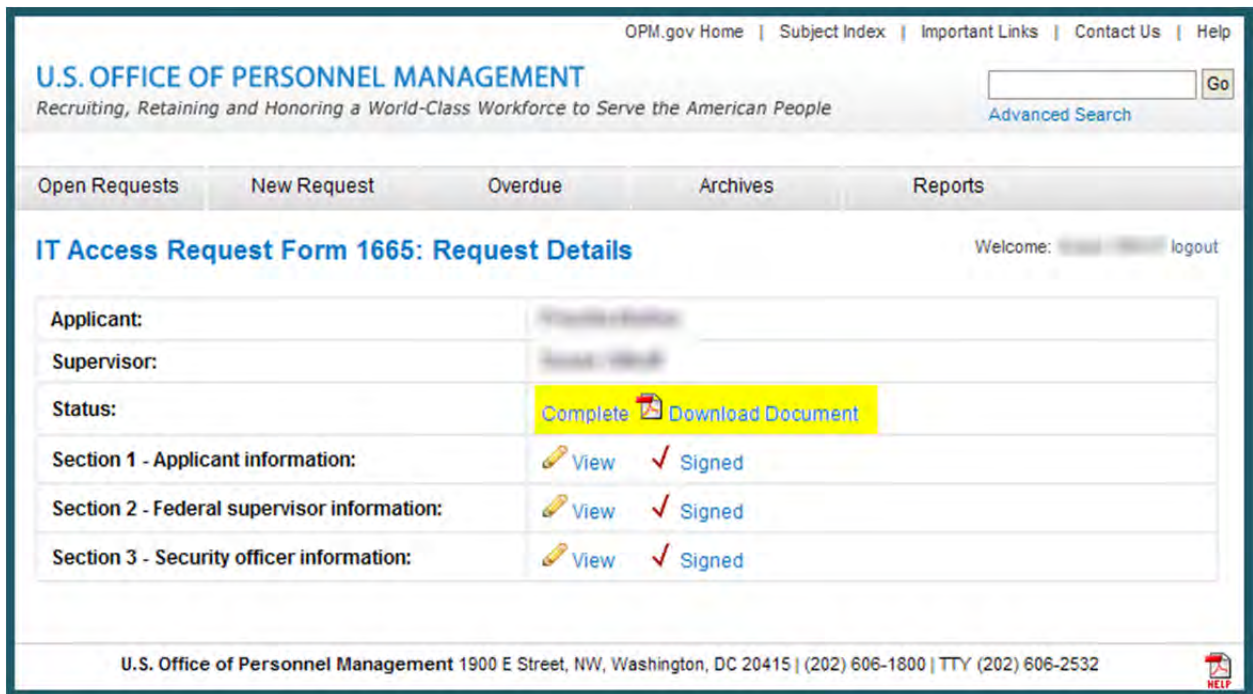 OPM.gov Home | Subject Index | Important Links | Contact Us | Help
U.S. OFFICE OF PERSONNEL MANAGEMENT
Go
Recruiting, Retaining and Honoring a World-Class Workforce to Serve the American People
Advanced Search
Open Requests New Request Overdue Archives Reports
IT Access Request Form 1665: Request Details
Welcome: logout
Applicant:
Supervisor:
Status: Complete Download Document
Section 1 - Applicant information: View Signed
Section 2 - Federal supervisor information: View Signed
Section 3 - Security officer information: View Signed
U.S. Office of Personnel Management 1900 E Street, NW, Washington, DC 20415 | (202) 606-1800 | TTY (202) 606-2532
HELP